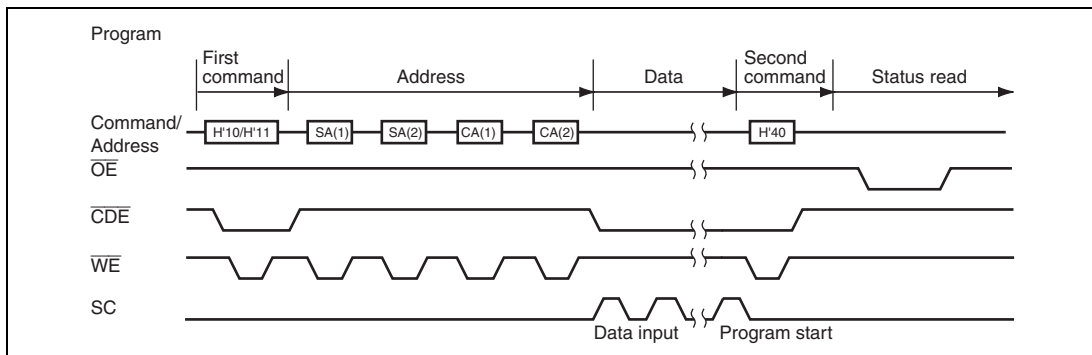 Program
First command
Address
Data
Second command
Status read
Command/
Address
H'10/H'11
SA(1)
SA(2)
CA(1)
CA(2)
H'40
OE
CDE
WE
SC
Data input
Program start